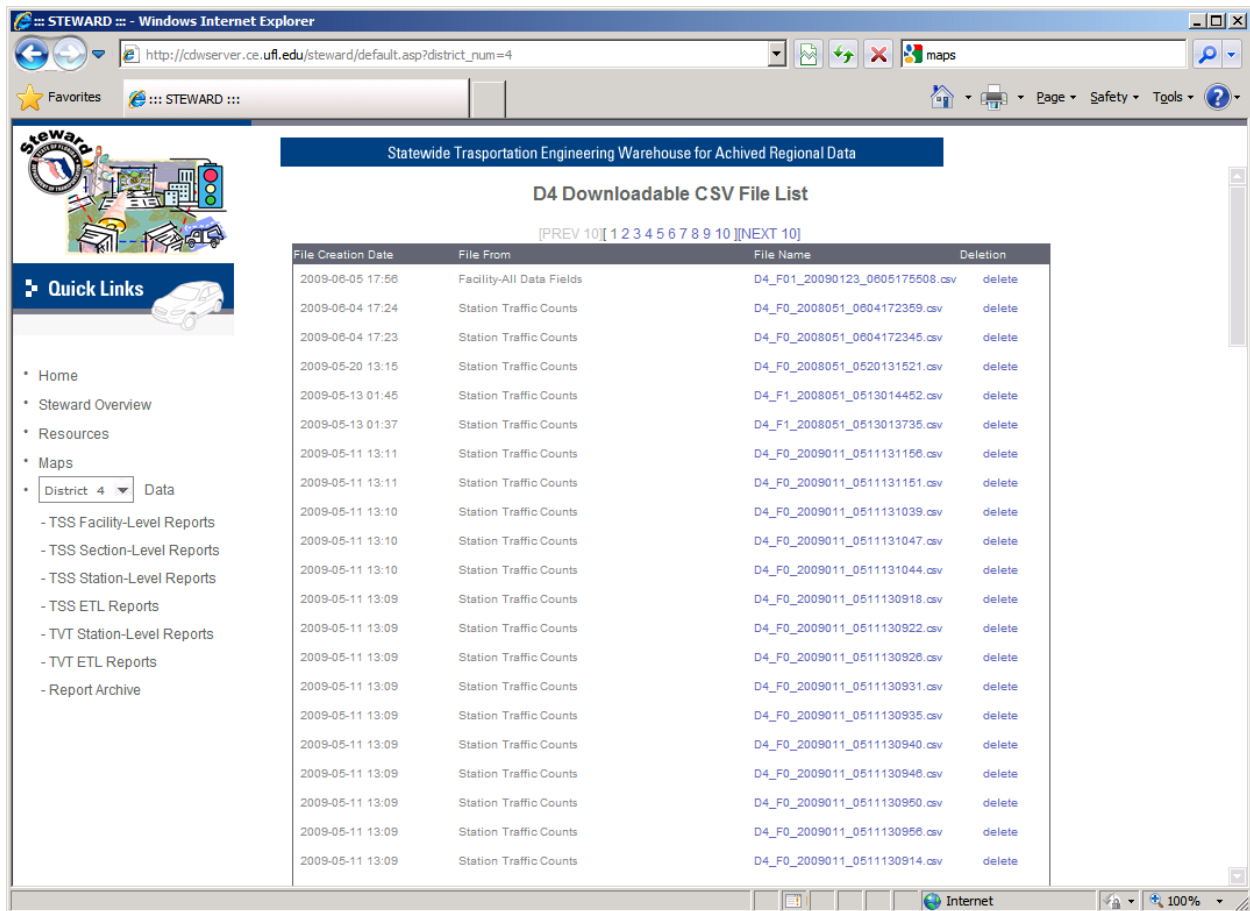 ::: STEWARD ::: - Windows Internet Explorer
http://cdwserver.ce.ufl.edu/steward/default.asp?district_num=4
maps
Favorites
::: STEWARD :::
Page
Safety
Tools
Steward
Statewide Trasportation Engineering Warehouse for Achived Regional Data
D4 Downloadable CSV File List
[PREV 10][ 1 2 3 4 5 6 7 8 9 10 ][NEXT 10]
Quick Links
• Home
• Steward Overview
• Resources
• Maps
• District 4 Data
- TSS Facility-Level Reports
- TSS Section-Level Reports
- TSS Station-Level Reports
- TSS ETL Reports
- TVT Station-Level Reports
- TVT ETL Reports
- Report Archive
File Creation Date File From File Name Deletion
2009-06-05 17:56 Facility-All Data Fields D4_F01_20090123_0605175508.csv delete
2009-06-04 17:24 Station Traffic Counts D4_F0_2008051_0604172359.csv delete
2009-06-04 17:23 Station Traffic Counts D4_F0_2008051_0604172345.csv delete
2009-05-20 13:15 Station Traffic Counts D4_F0_2008051_0520131521.csv delete
2009-05-13 01:45 Station Traffic Counts D4_F1_2008051_0513014452.csv delete
2009-05-13 01:37 Station Traffic Counts D4_F1_2008051_0513013735.csv delete
2009-05-11 13:11 Station Traffic Counts D4_F0_2009011_0511131156.csv delete
2009-05-11 13:11 Station Traffic Counts D4_F0_2009011_0511131151.csv delete
2009-05-11 13:10 Station Traffic Counts D4_F0_2009011_0511131039.csv delete
2009-05-11 13:10 Station Traffic Counts D4_F0_2009011_0511131047.csv delete
2009-05-11 13:10 Station Traffic Counts D4_F0_2009011_0511131044.csv delete
2009-05-11 13:09 Station Traffic Counts D4_F0_2009011_0511130918.csv delete
2009-05-11 13:09 Station Traffic Counts D4_F0_2009011_0511130922.csv delete
2009-05-11 13:09 Station Traffic Counts D4_F0_2009011_0511130926.csv delete
2009-05-11 13:09 Station Traffic Counts D4_F0_2009011_0511130931.csv delete
2009-05-11 13:09 Station Traffic Counts D4_F0_2009011_0511130935.csv delete
2009-05-11 13:09 Station Traffic Counts D4_F0_2009011_0511130940.csv delete
2009-05-11 13:09 Station Traffic Counts D4_F0_2009011_0511130946.csv delete
2009-05-11 13:09 Station Traffic Counts D4_F0_2009011_0511130950.csv delete
2009-05-11 13:09 Station Traffic Counts D4_F0_2009011_0511130956.csv delete
2009-05-11 13:09 Station Traffic Counts D4_F0_2009011_0511130914.csv delete
Internet
100%